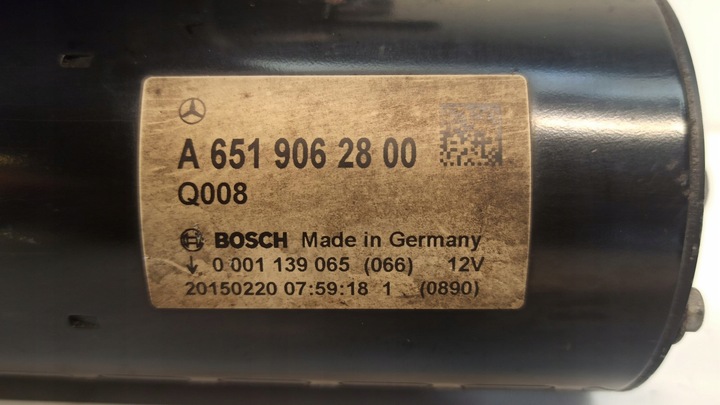 A 651 906 28 00
Q008
BOSCH Made in Germany
0 001 139 065 (066) 12V
20150220 07:59:18 1 (0890)